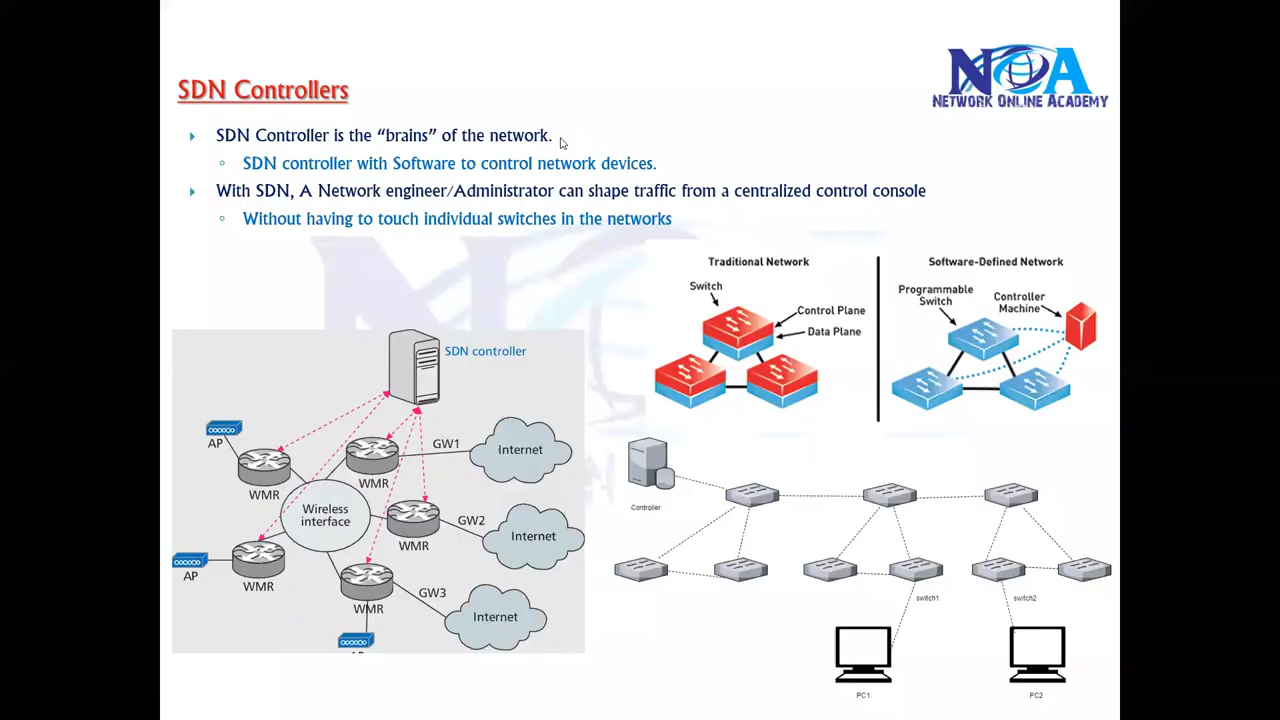 SDN Controllers
NOA
NETWORK ONLINE ACADEMY
SDN Controller is the “brains” of the network.
SDN controller with Software to control network devices.
With SDN, A Network engineer/Administrator can shape traffic from a centralized control console
Without having to touch individual switches in the networks
Traditional Network
Switch
Control Plane
Data Plane
Software-Defined Network
Programmable
Switch
Controller
Machine
SDN controller
AP
WMR
WMR
GW1
Internet
Wireless
interface
WMR
GW2
Internet
AP
WMR
WMR
GW3
Internet
Controller
switch1
switch2
PC1
PC2